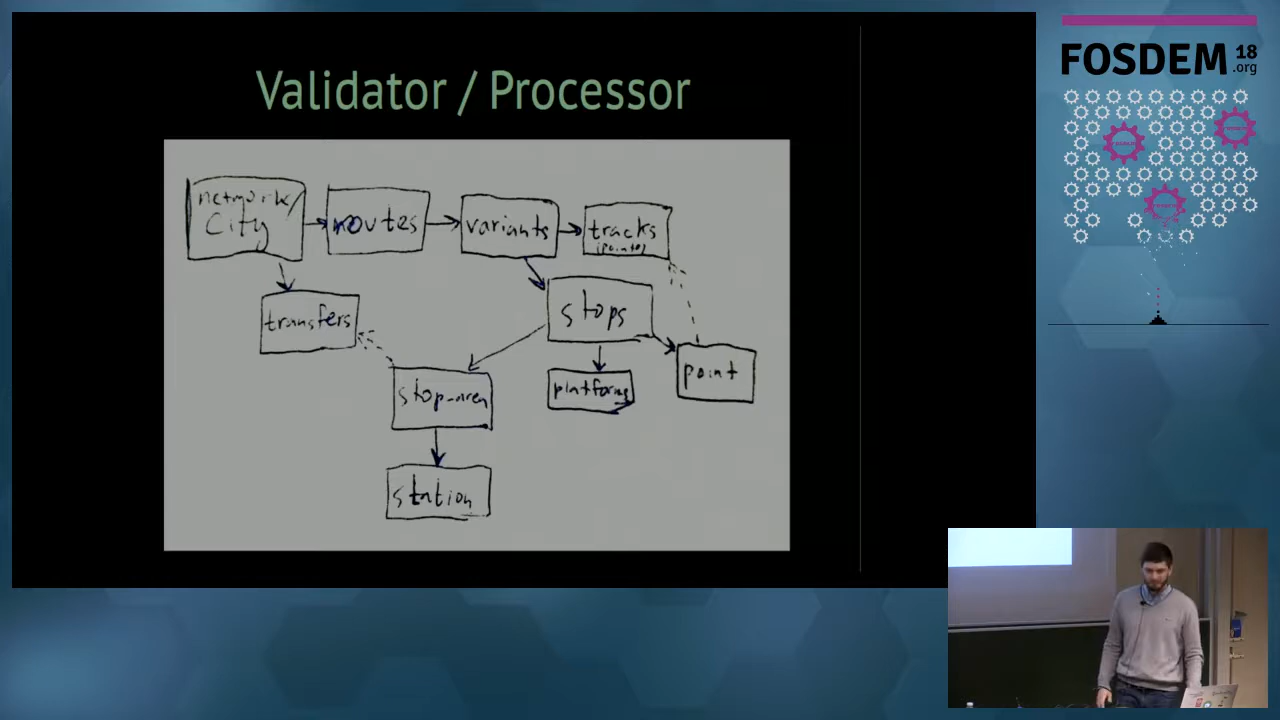 Validator / Processor
network/
City
routes
variants
tracks
(points)
transfers
stops
stop-area
platforms
point
station
FOSDEM 18
.org